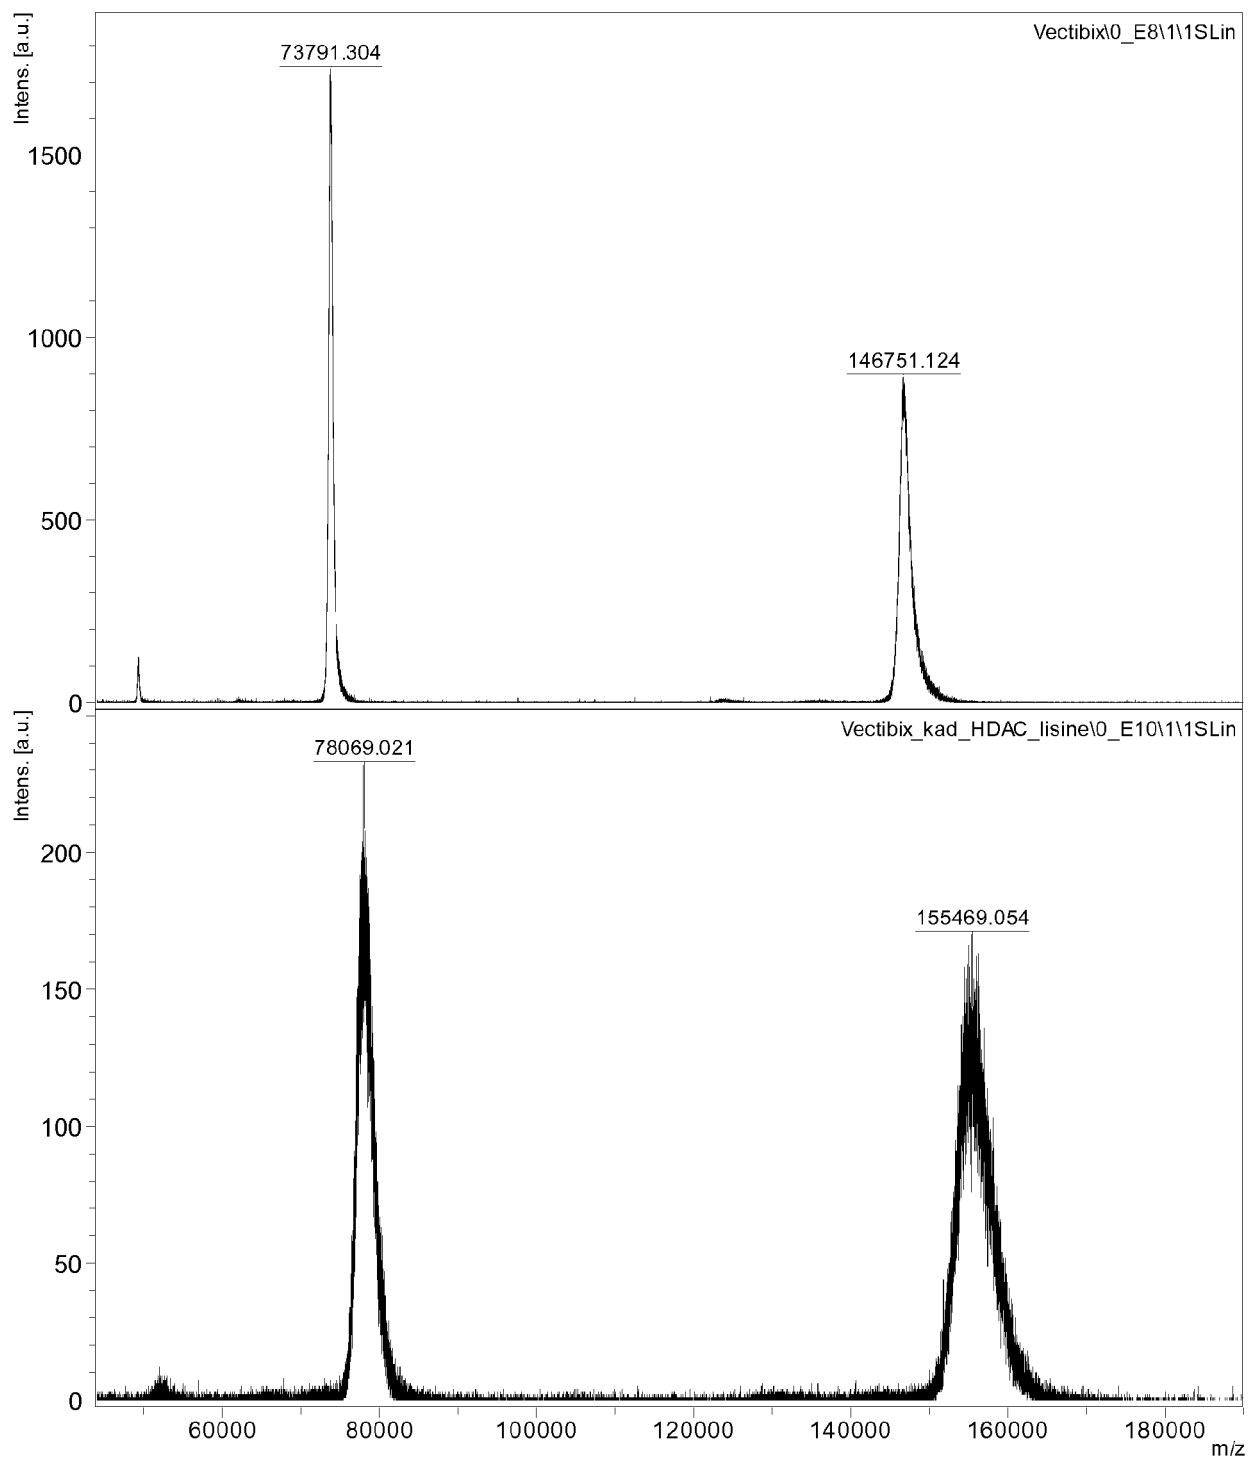 Intens. [a.u.]
Vectibix\0_E8\1\1SLin
73791.304
1500
1000
146751.124
500
0
Intens. [a.u.]
Vectibix_kad_HDAC_lisine\0_E10\1\1SLin
78069.021
200
155469.054
150
100
50
0
60000 80000 100000 120000 140000 160000 180000
m/z